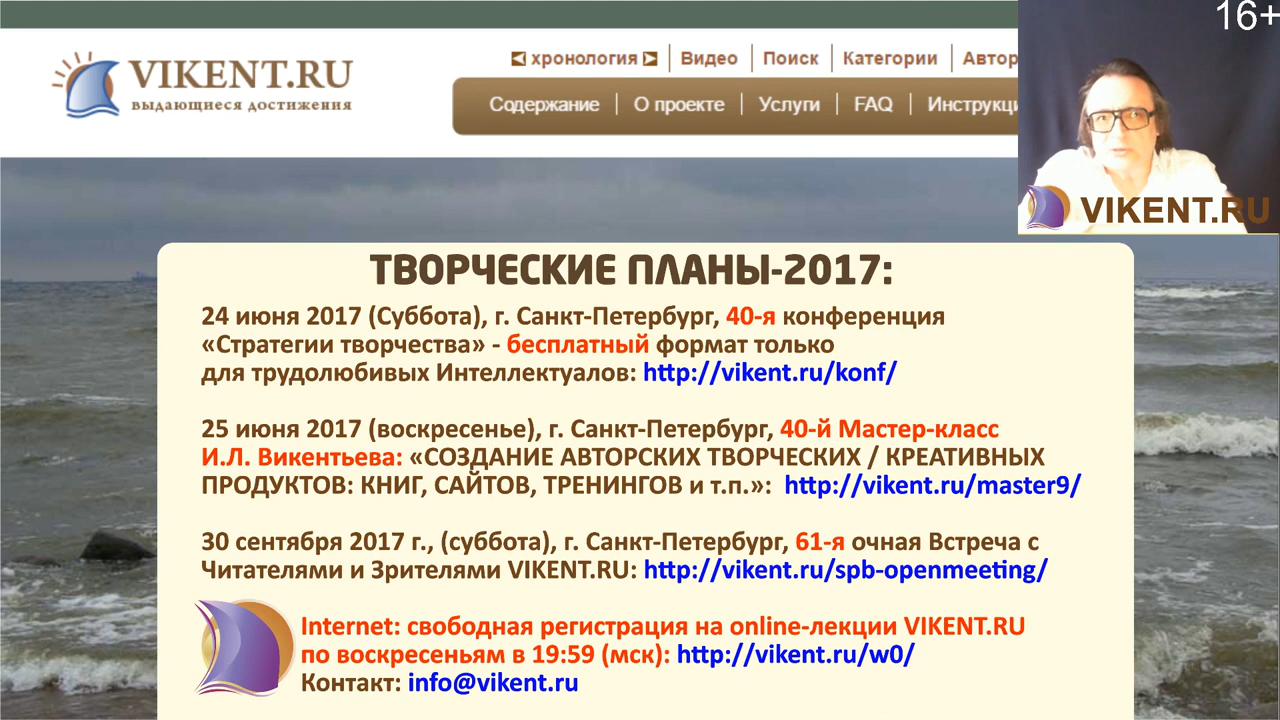 16+
VIKENT.RU
выдающиеся достижения
хронология
Видео
Поиск
Категории
Автор
Содержание
О проекте
Услуги
FAQ
Инструкци
VIKENT.RU
ТВОРЧЕСКИЕ ПЛАНЫ-2017:
24 июня 2017 (Суббота), г. Санкт-Петербург, 40-я конференция
«Стратегии творчества» - бесплатный формат только
для трудолюбивых Интеллектуалов: http://vikent.ru/konf/
25 июня 2017 (воскресенье), г. Санкт-Петербург, 40-й Мастер-класс
И.Л. Викентьева: «СОЗДАНИЕ АВТОРСКИХ ТВОРЧЕСКИХ / КРЕАТИВНЫХ
ПРОДУКТОВ: КНИГ, САЙТОВ, ТРЕНИНГОВ и т.п.»: http://vikent.ru/master9/
30 сентября 2017 г., (суббота), г. Санкт-Петербург, 61-я очная Встреча с
Читателями и Зрителями VIKENT.RU: http://vikent.ru/spb-openmeeting/
Internet: свободная регистрация на online-лекции VIKENT.RU
по воскресеньям в 19:59 (мск): http://vikent.ru/w0/
Контакт: info@vikent.ru